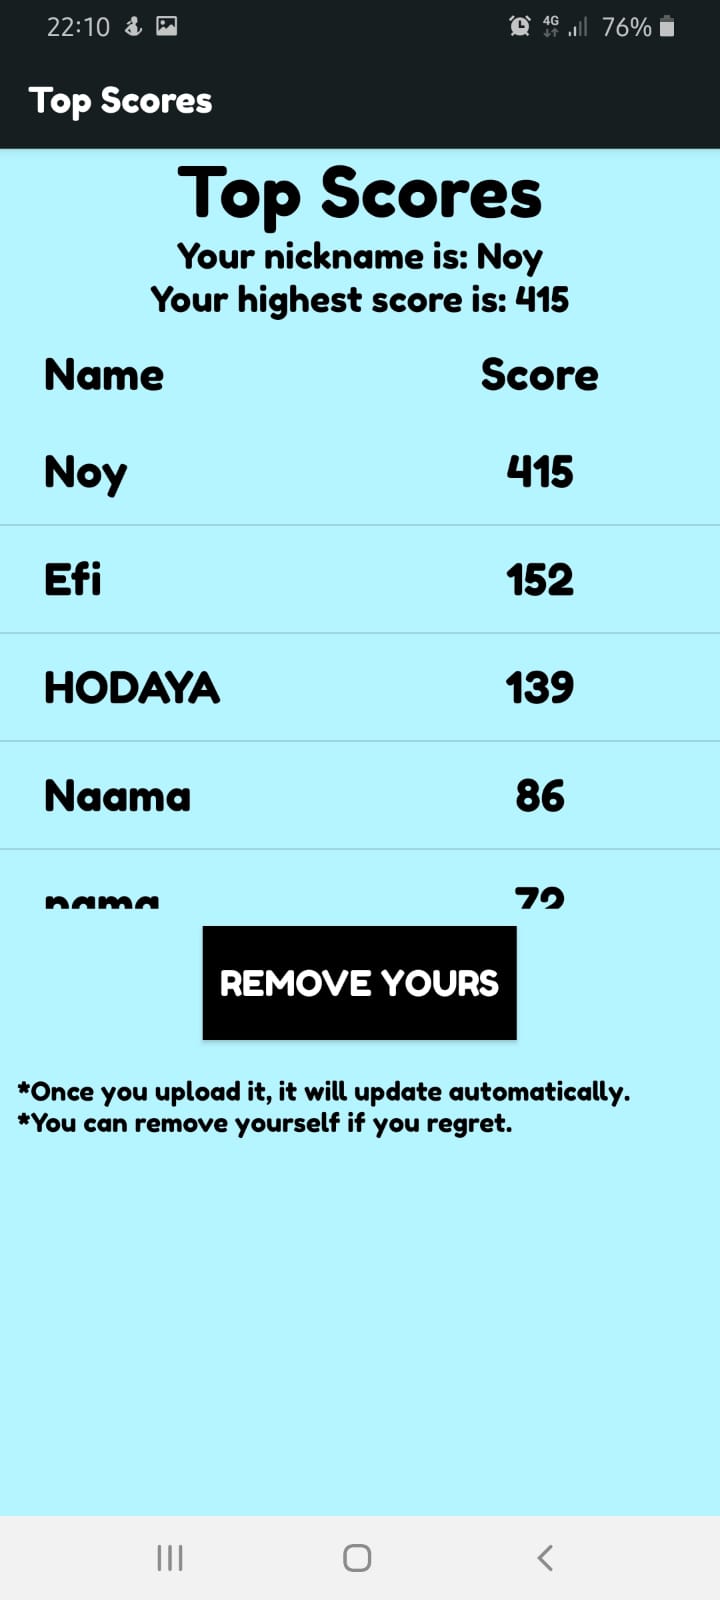 22:10 4G 76%
Top Scores
Top Scores
Your nickname is: Noy
Your highest score is: 415
Name Score
Noy 415
Efi 152
HODAYA 139
Naama 86
nama 72
REMOVE YOURS
*Once you upload it, it will update automatically.
*You can remove yourself if you regret.